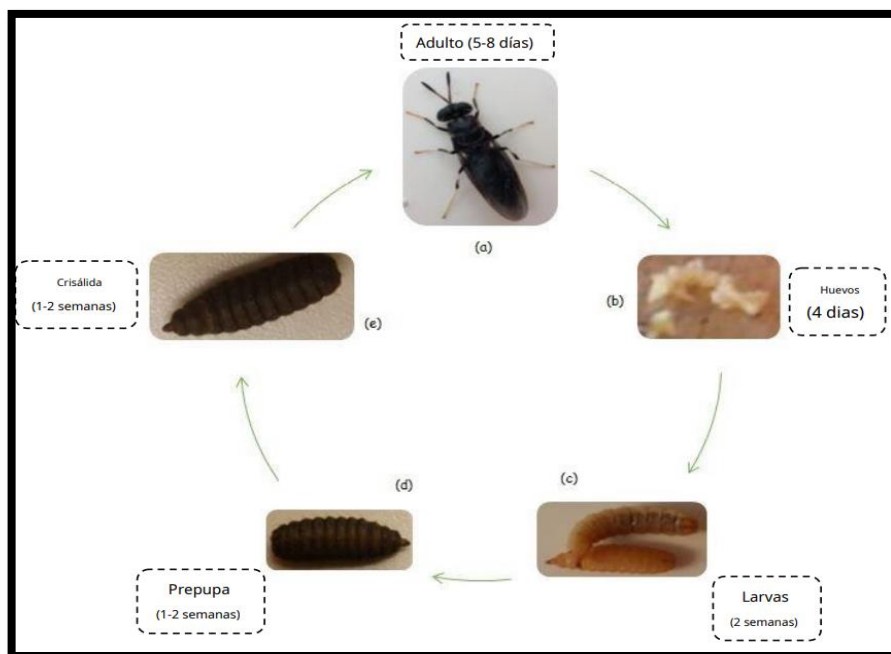 Adulto (5-8 días)
(a)
Crisálida
(1-2 semanas)
(e)
(b)
Huevos
(4 dias)
(d)
(c)
Prepupa
(1-2 semanas)
Larvas
(2 semanas)